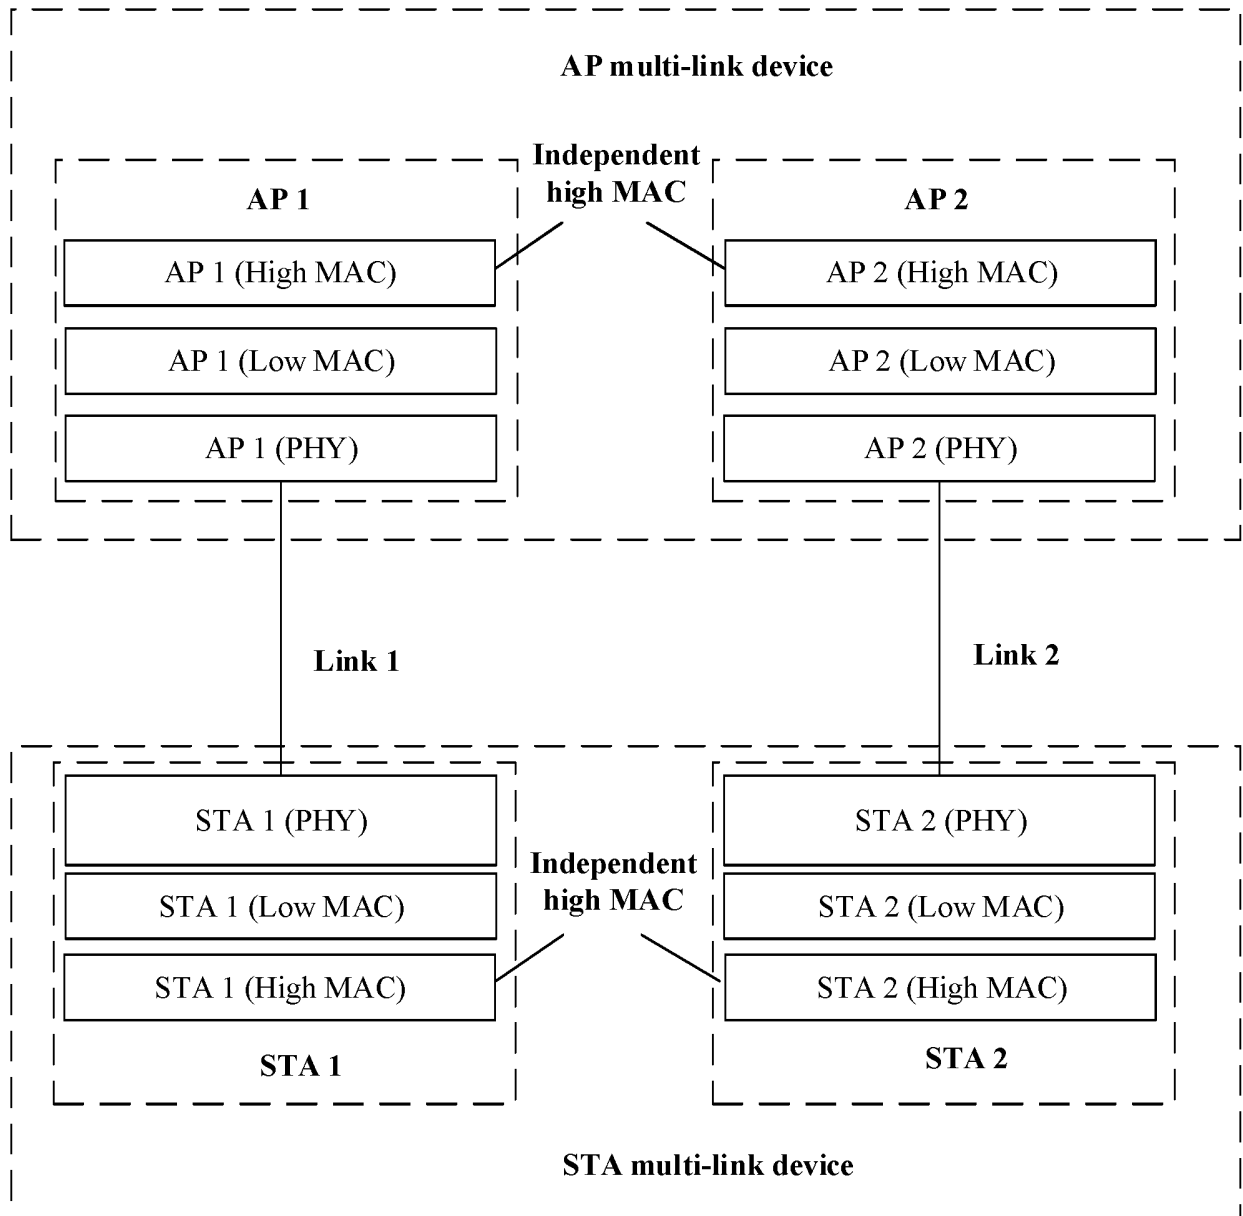 AP multi-link device
Independent
high MAC
AP 1
AP 2
AP 1 (High MAC)
AP 2 (High MAC)
AP 1 (Low MAC)
AP 2 (Low MAC)
AP 1 (PHY)
AP 2 (PHY)
Link 1
Link 2
STA 1 (PHY)
STA 2 (PHY)
Independent
high MAC
STA 1 (Low MAC)
STA 2 (Low MAC)
STA 1 (High MAC)
STA 2 (High MAC)
STA 1
STA 2
STA multi-link device